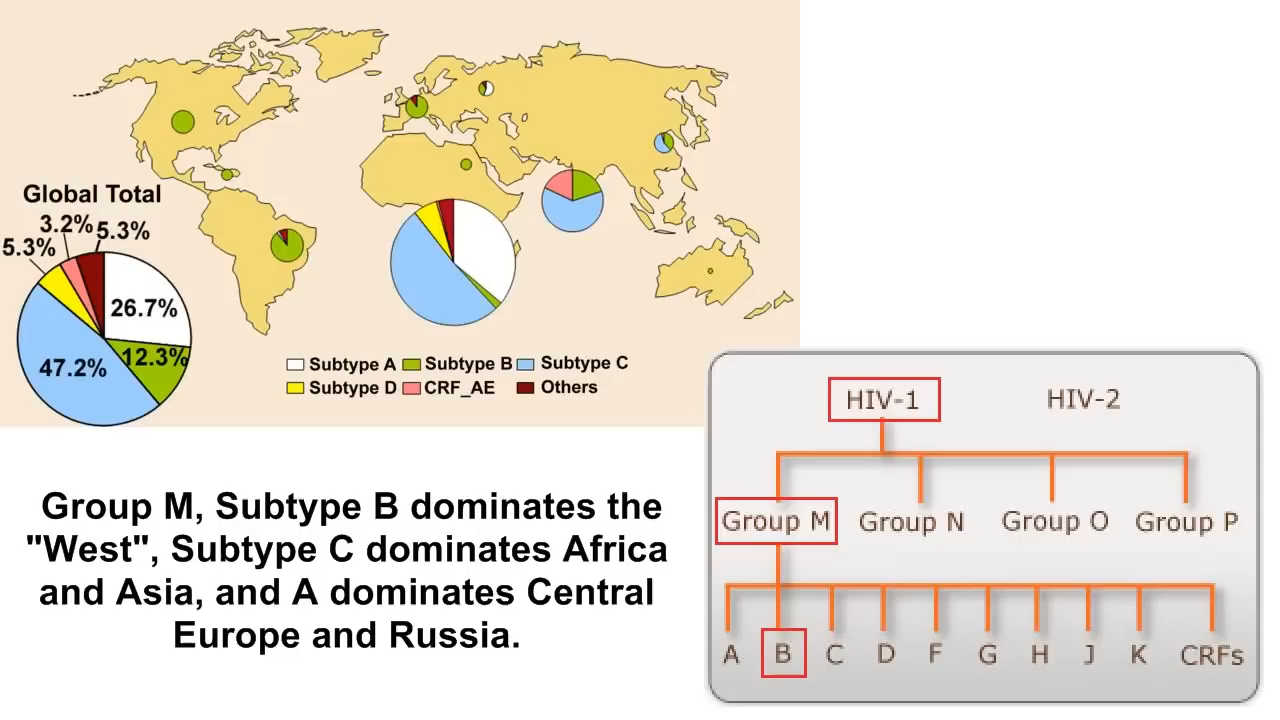 Global Total
3.2% 5.3%
5.3%
26.7%
12.3%
47.2%
Subtype A Subtype B Subtype C
Subtype D CRF_AE Others
Group M, Subtype B dominates the
"West", Subtype C dominates Africa
and Asia, and A dominates Central
Europe and Russia.
HIV-1 HIV-2
Group M Group N Group O Group P
A B C D F G H J K CRFs